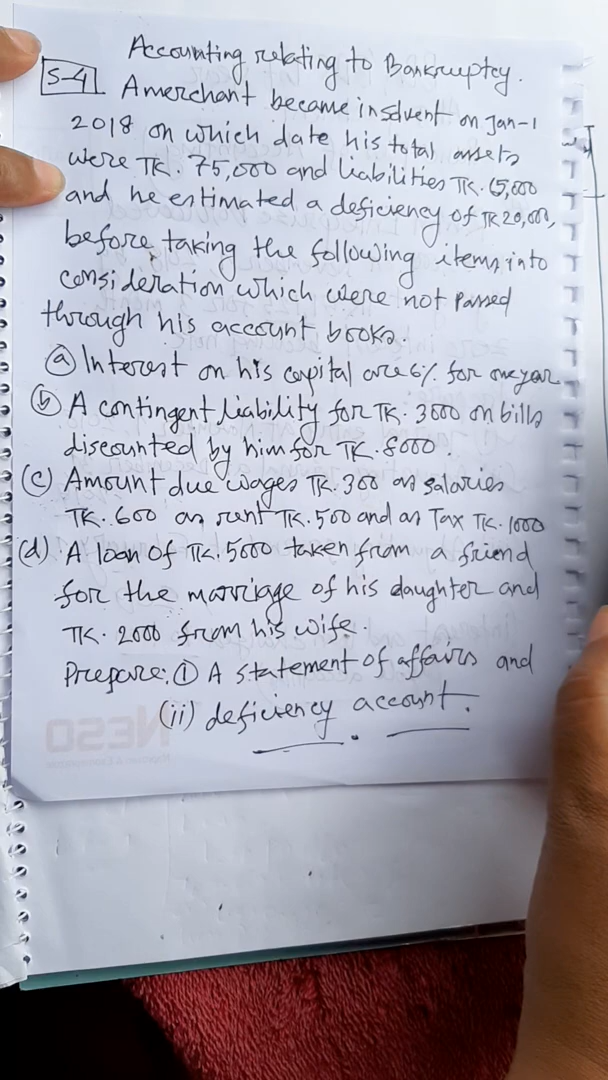 Accounting relating to Bankruptcy.
S-4 A merchant became insolvent on Jan-1
2018 on which date his total assets
were TK. 75,000 and liabilities TK. 65,000
and he estimated a deficiency of TK 20,000,
before taking the following items into
consideration which were not passed
through his account books.
(a) Interest on his capital are 6% for one year
(b) A contingent liability for TK. 3000 on bills
discounted by him for TK. 8000.
(c) Amount due wages TK. 300 as salaries
TK. 600 as rent TK. 500 and as Tax TK. 1000
(d) A loan of TK. 5000 taken from a friend
for the marriage of his daughter and
TK. 2000 from his wife.
Prepare: (i) A statement of affairs and
(ii) deficiency account.
NESO